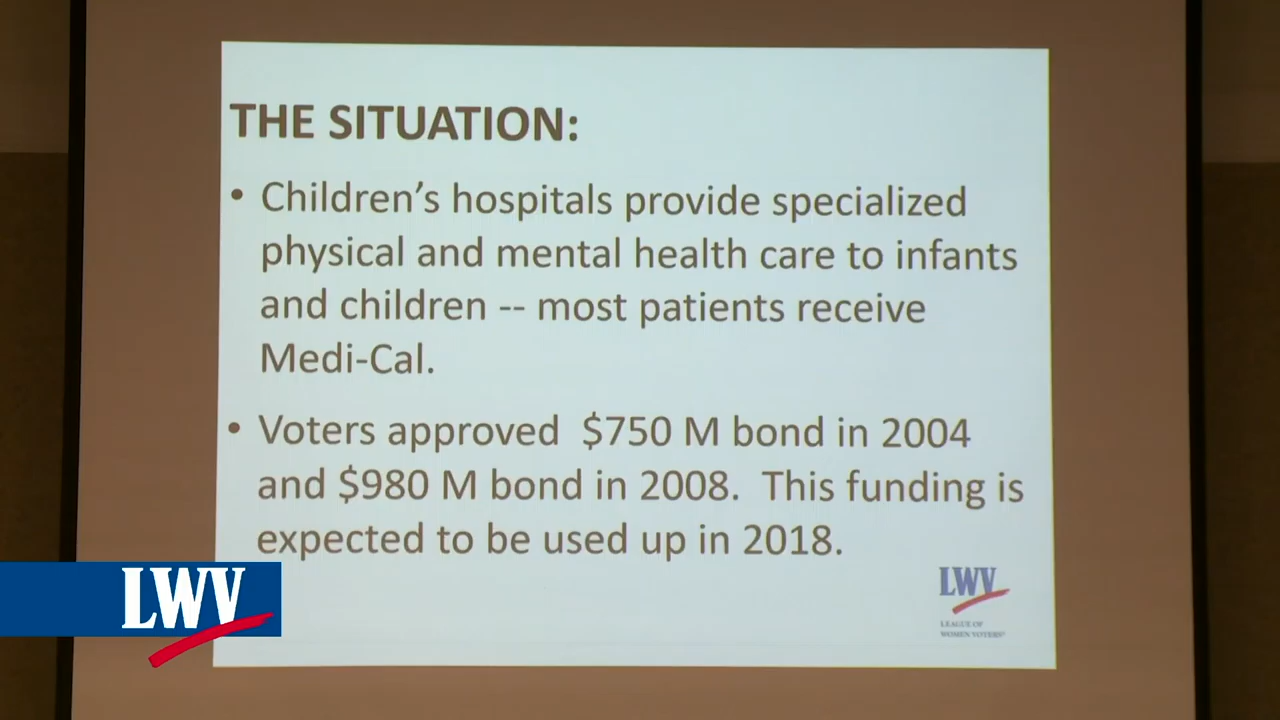 THE SITUATION:
• Children’s hospitals provide specialized
physical and mental health care to infants
and children -- most patients receive
Medi-Cal.
• Voters approved  $750 M bond in 2004
and $980 M bond in 2008.  This funding is
expected to be used up in 2018.
LWV
LEAGUE OF
WOMEN VOTERS®
LWV